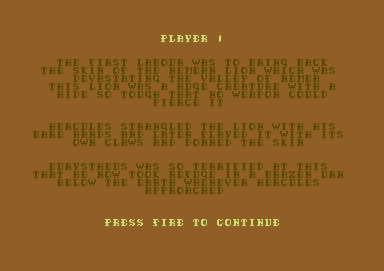 PLAYER 1
THE FIRST LABOUR WAS TO BRING BACK
THE SKIN OF THE NEMEAN LION WHICH WAS
DEVASTATING THE VALLEY OF NEMEA
THIS LION WAS A HUGE CREATURE WITH A
HIDE SO TOUGH THAT NO WEAPON COULD
PIERCE IT
HERCULES STRANGLED THE LION WITH HIS
BARE HANDS AND LATER FLAYED IT WITH ITS
OWN CLAWS AND DONNED THE SKIN
EURYSTHEUS WAS SO TERRIFIED AT THIS
THAT HE NOW TOOK REFUGE IN A BRAZEN URN
BELOW THE EARTH WHENEVER HERCULES
APPROACHED
PRESS FIRE TO CONTINUE